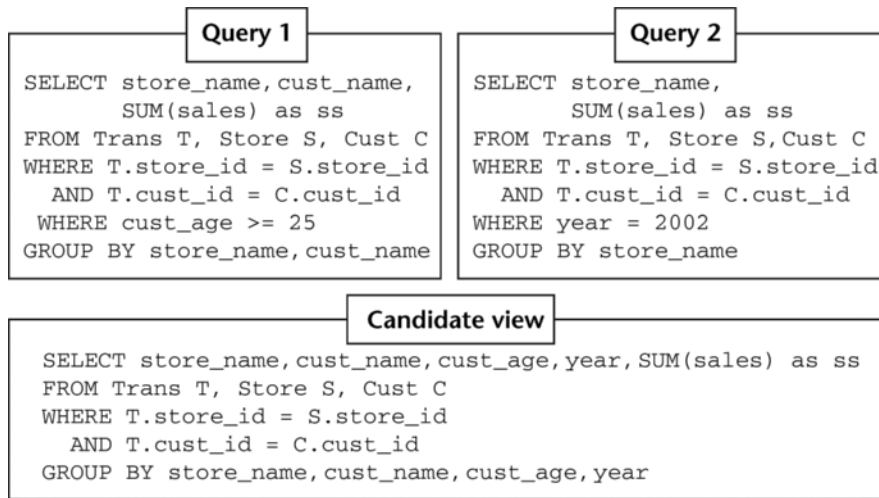 Query 1
SELECT store_name,cust_name,
SUM(sales) as ss
FROM Trans T, Store S, Cust C
WHERE T.store_id = S.store_id
AND T.cust_id = C.cust_id
WHERE cust_age >= 25
GROUP BY store_name,cust_name
Query 2
SELECT store_name,
SUM(sales) as ss
FROM Trans T, Store S,Cust C
WHERE T.store_id = S.store_id
AND T.cust_id = C.cust_id
WHERE year = 2002
GROUP BY store_name
Candidate view
SELECT store_name,cust_name,cust_age,year,SUM(sales) as ss
FROM Trans T, Store S, Cust C
WHERE T.store_id = S.store_id
AND T.cust_id = C.cust_id
GROUP BY store_name,cust_name,cust_age,year